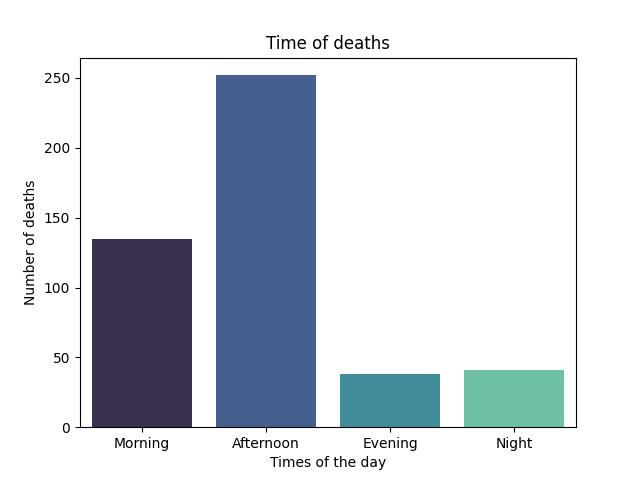 Time of deaths
250
200
150
100
50
0
Number of deaths
Morning Afternoon Evening Night
Times of the day